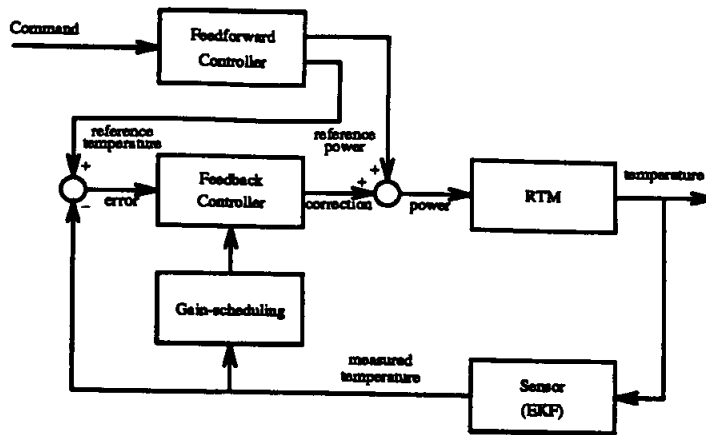 Command
Feedforward
Controller
reference
temperature
reference
power
+
+
+
−
error
Feedback
Controller
correction
power
RTM
temperature
Gain-scheduling
measured
temperature
Sensor
(EKF)